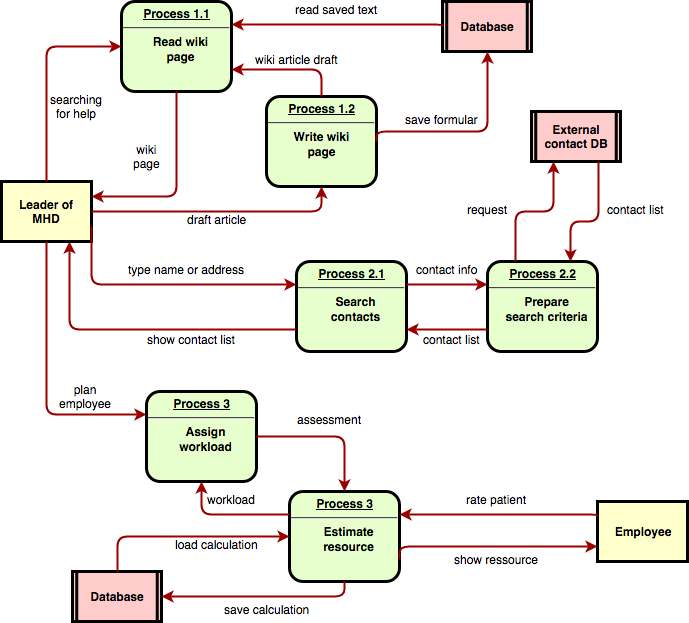 Process 1.1
Read wiki
page
read saved text
Database
wiki article draft
Process 1.2
Write wiki
page
save formular
searching
for help
wiki
page
External
contact DB
Leader of
MHD
draft article
request
contact list
type name or address
Process 2.1
Search
contacts
contact info
Process 2.2
Prepare
search criteria
show contact list
contact list
plan
employee
Process 3
Assign
workload
assessment
workload
Process 3
Estimate
resource
rate patient
Employee
show ressource
load calculation
Database
save calculation